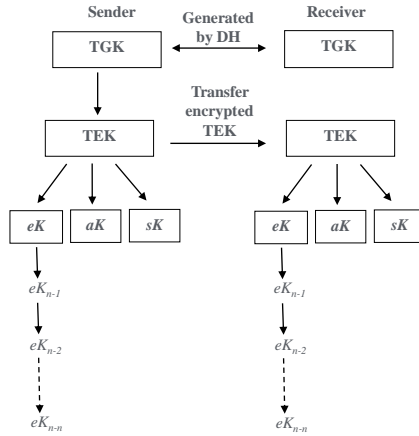 Sender
Generated
by DH
Receiver
TGK
TGK
Transfer
encrypted
TEK
TEK
TEK
eK aK sK
eK aK sK
eKn-1
eKn-1
eKn-2
eKn-2
eKn-n
eKn-n